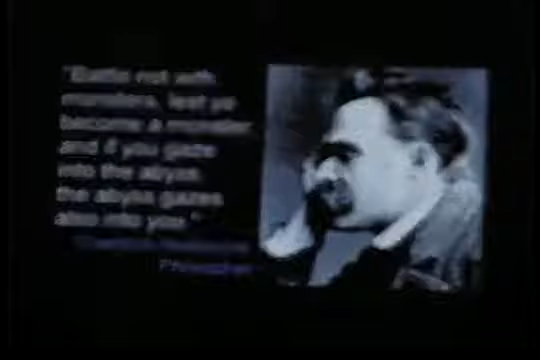 "Battle not with
monsters, lest ye
become a monster,
and if you gaze
into the abyss,
the abyss gazes
also into you."